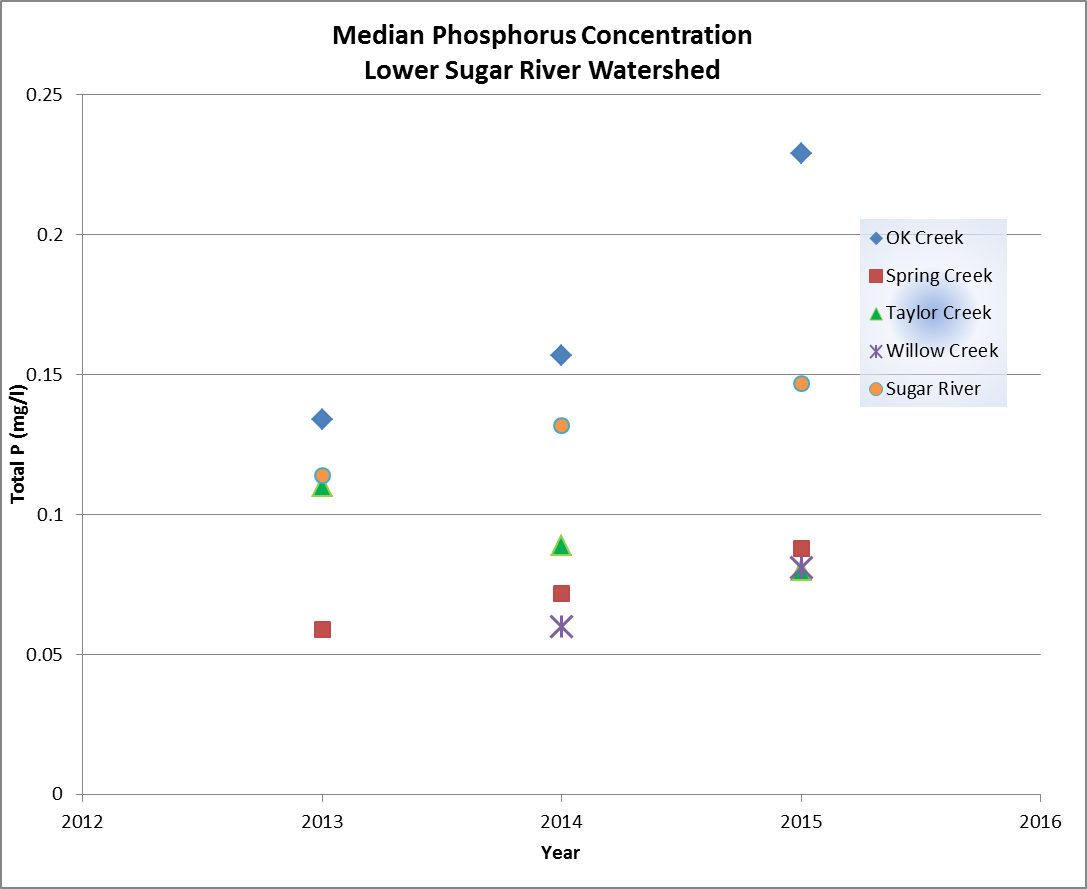 Median Phosphorus Concentration
Lower Sugar River Watershed
0.25
0.2
0.15
0.1
0.05
0
Total P (mg/l)
OK Creek
Spring Creek
Taylor Creek
Willow Creek
Sugar River
2012 2013 2014 2015 2016
Year